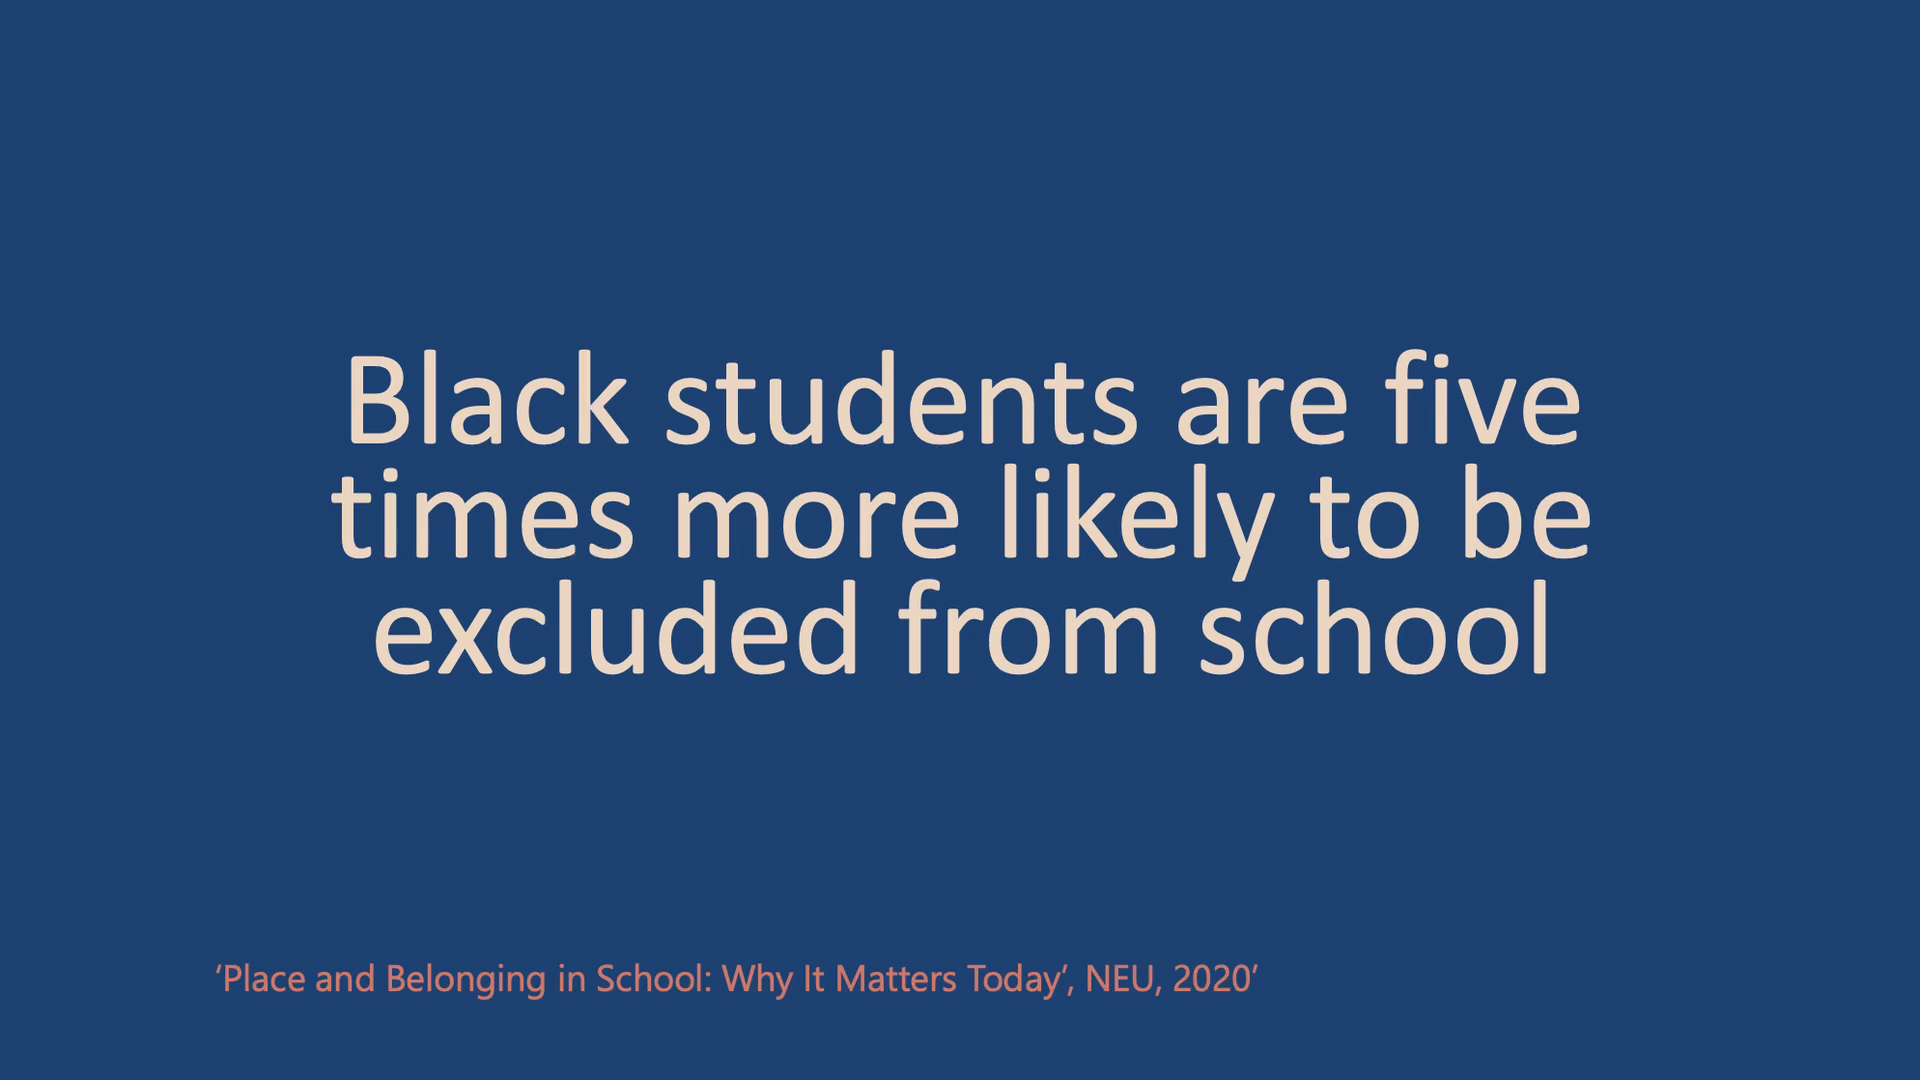 Black students are five
times more likely to be
excluded from school
‘Place and Belonging in School: Why It Matters Today’, NEU, 2020’